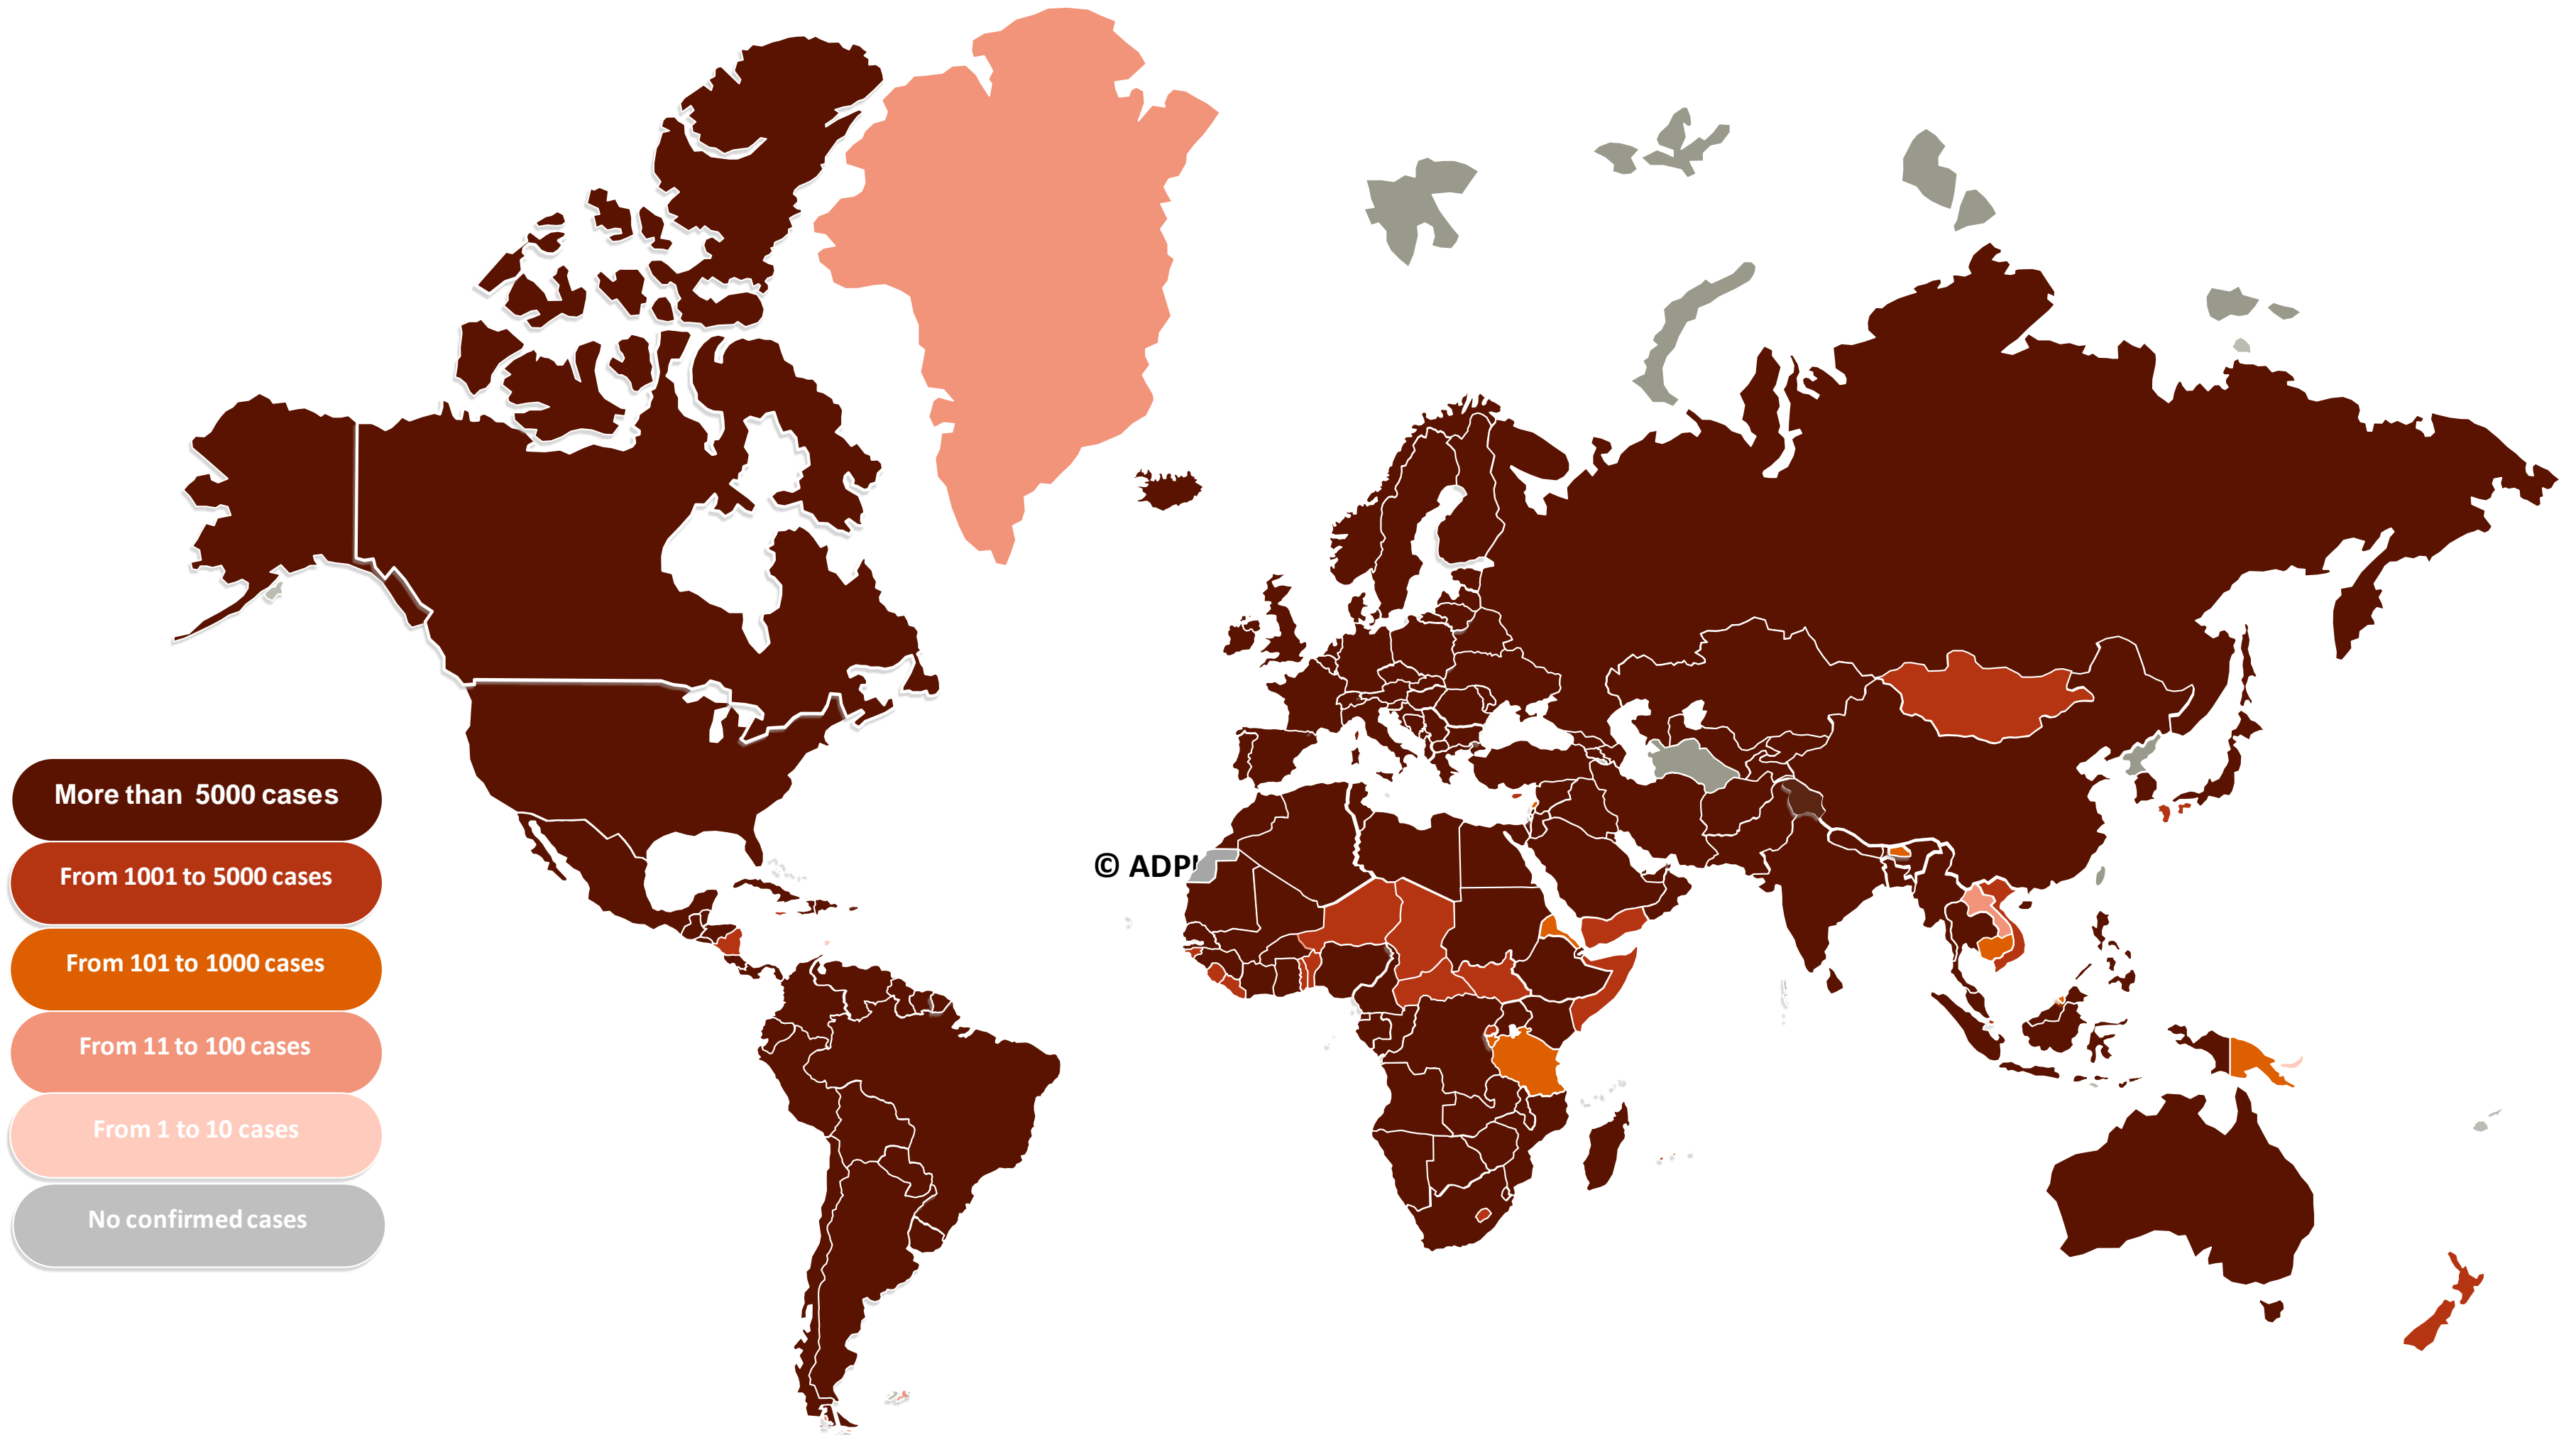 More than 5000 cases
From 1001 to 5000 cases
© ADPI
From 101 to 1000 cases
From 11 to 100 cases
From 1 to 10 cases
No confirmed cases